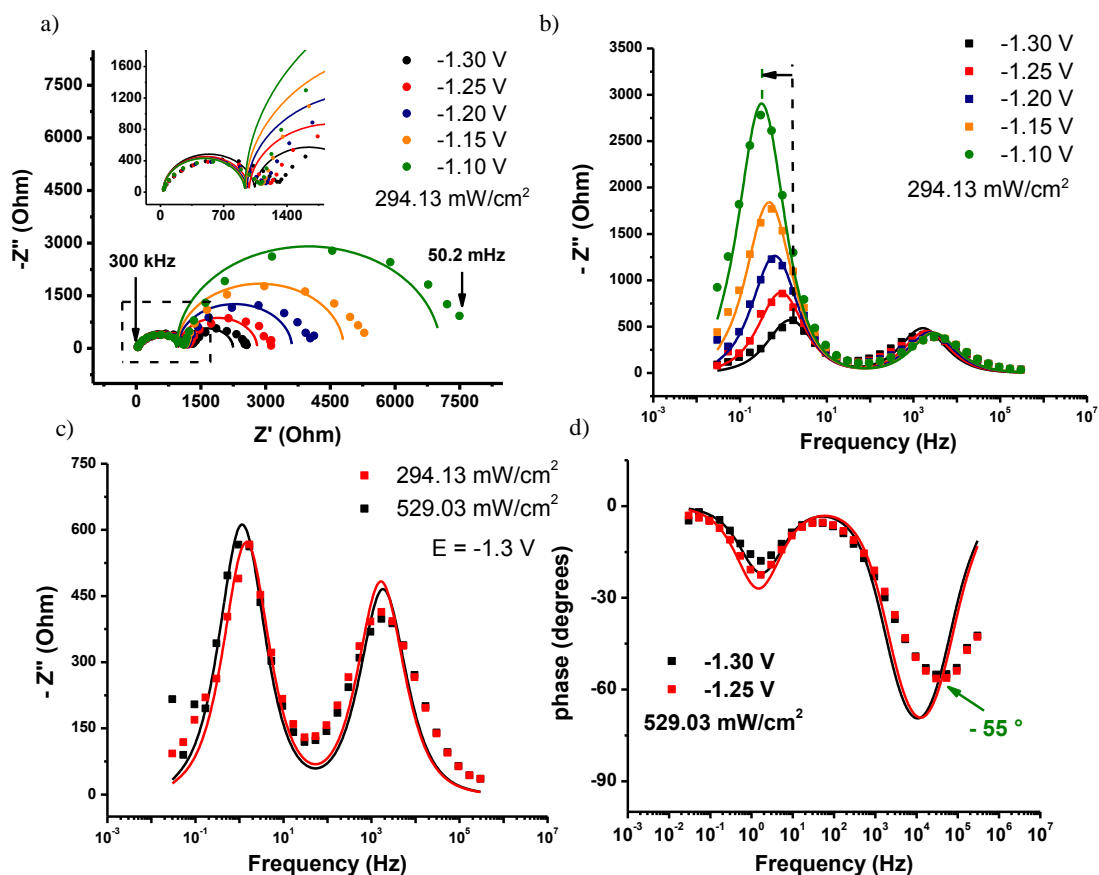 a)
-Z'' (Ohm)
7500
6000
4500
3000
1500
0
0 1500 3000 4500 6000 7500
Z' (Ohm)
1600
1200
800
400
0
0 700 1400
-1.30 V
-1.25 V
-1.20 V
-1.15 V
-1.10 V
294.13 mW/cm²
300 kHz
50.2 mHz
b)
- Z'' (Ohm)
3500
3000
2500
2000
1500
1000
500
0
10⁻³ 10⁻¹ 10¹ 10³ 10⁵ 10⁷
Frequency (Hz)
-1.30 V
-1.25 V
-1.20 V
-1.15 V
-1.10 V
294.13 mW/cm²
c)
- Z'' (Ohm)
750
600
450
300
150
0
10⁻³ 10⁻¹ 10¹ 10³ 10⁵ 10⁷
Frequency (Hz)
294.13 mW/cm²
529.03 mW/cm²
E = -1.3 V
d)
phase (degrees)
0
-30
-60
-90
10⁻³ 10⁻² 10⁻¹ 10⁰ 10¹ 10² 10³ 10⁴ 10⁵ 10⁶ 10⁷
Frequency (Hz)
-1.30 V
-1.25 V
529.03 mW/cm²
- 55 °